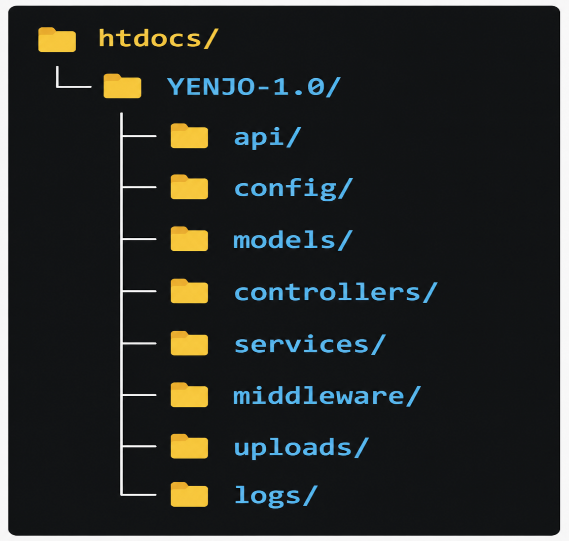 htdocs/
YENJO-1.0/
api/
config/
models/
controllers/
services/
middleware/
uploads/
logs/